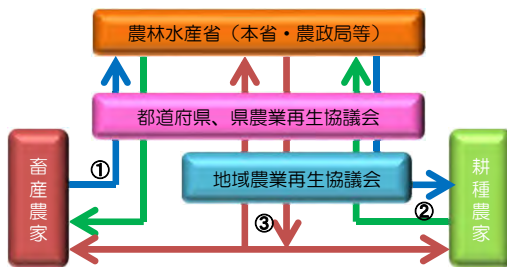 農林水産省（本省・農政局等）
都道府県、県農業再生協議会
地域農業再生協議会
畜産農家
耕種農家
①
②
③